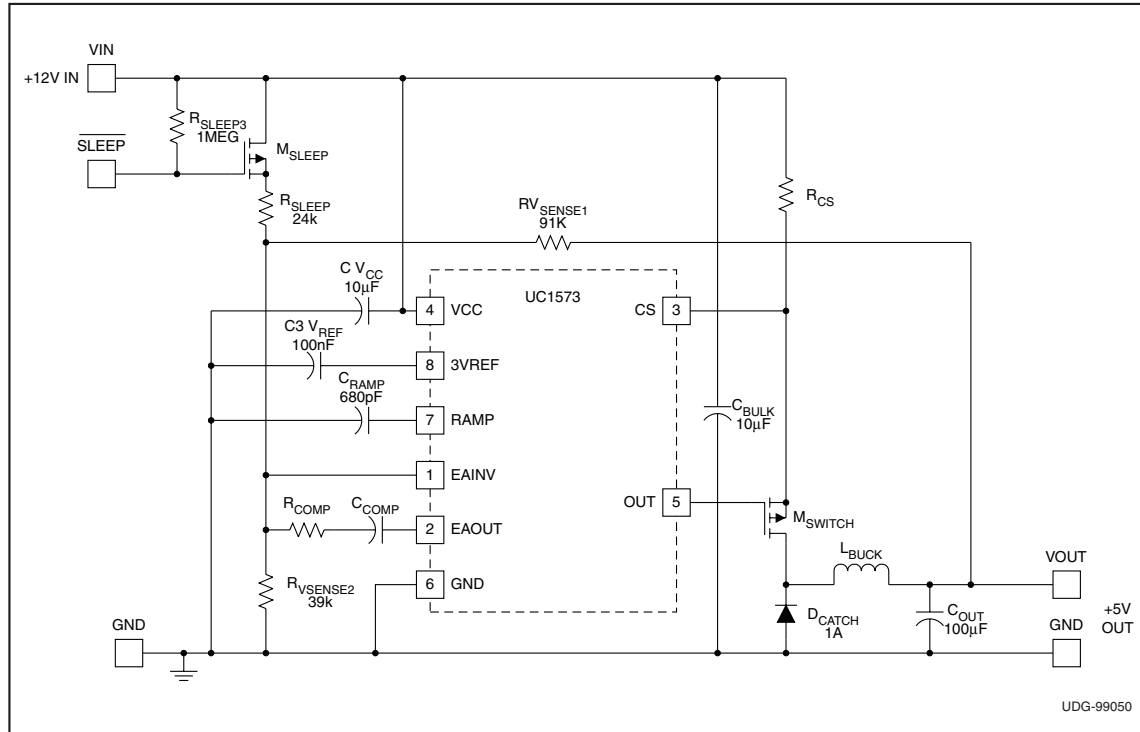 VIN
+12V IN
RSLEEP3
1MEG
SLEEP
MSLEEP
RSLEEP
24k
RVSENSE1
91K
RCS
C VCC
10µF
UC1573
4 VCC
CS 3
C3 VREF
100nF
8 3VREF
CRAMP
680pF
7 RAMP
CBULK
10µF
1 EAINV
RCOMP
CCOMP
2 EAOUT
OUT 5
MSWITCH
LBUCK
VOUT
RVSENSE2
39k
6 GND
DCATCH
1A
COUT
100µF
+5V
OUT
GND
GND
UDG-99050